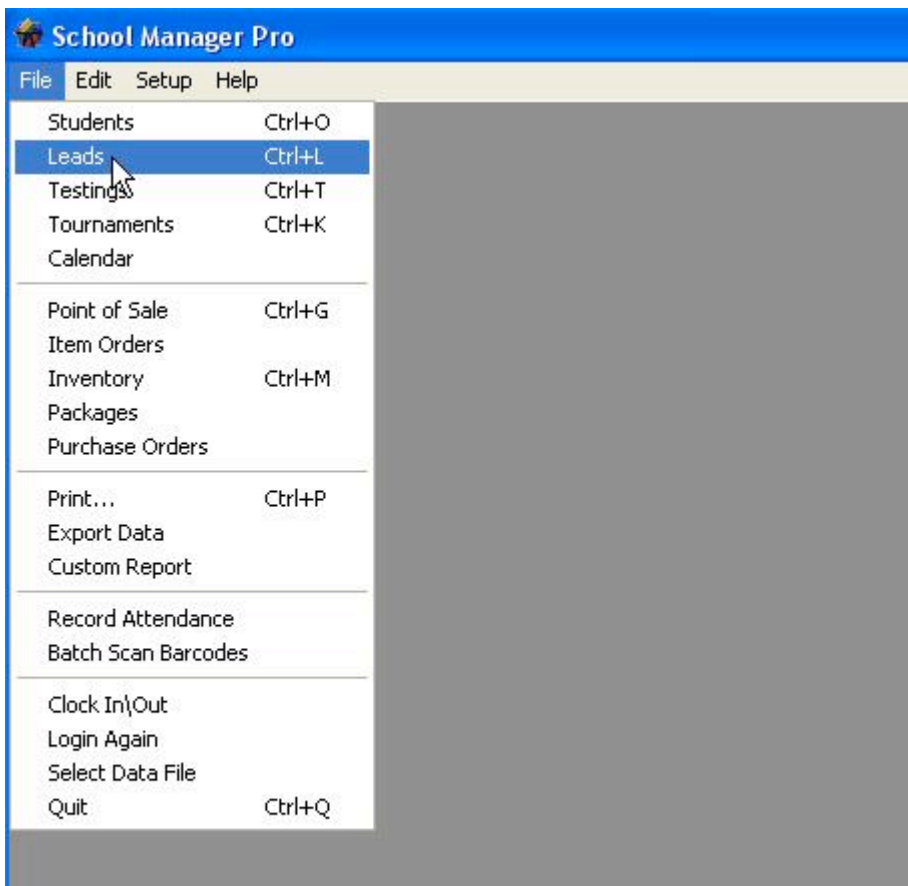 School Manager Pro
File Edit Setup Help
Students Ctrl+O
Leads Ctrl+L
Testings Ctrl+T
Tournaments Ctrl+K
Calendar
Point of Sale Ctrl+G
Item Orders
Inventory Ctrl+M
Packages
Purchase Orders
Print... Ctrl+P
Export Data
Custom Report
Record Attendance
Batch Scan Barcodes
Clock In\Out
Login Again
Select Data File
Quit Ctrl+Q